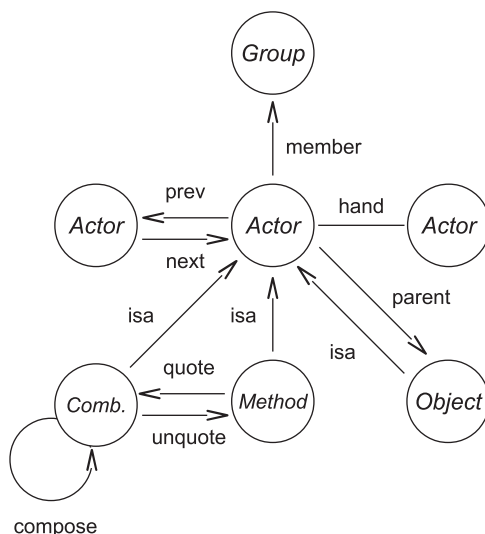 Group
member
prev
hand
Actor
Actor
Actor
next
parent
isa
isa
isa
quote
Comb.
Method
Object
unquote
compose